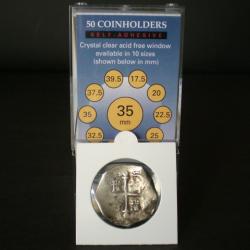 50 COINHOLDERS
SELF-ADHESIVE
Crystal clear acid free window
available in 10 sizes
(shown below in mm)
39.5 17.5
37.5 20
35 35 mm 22.5
32.5 25